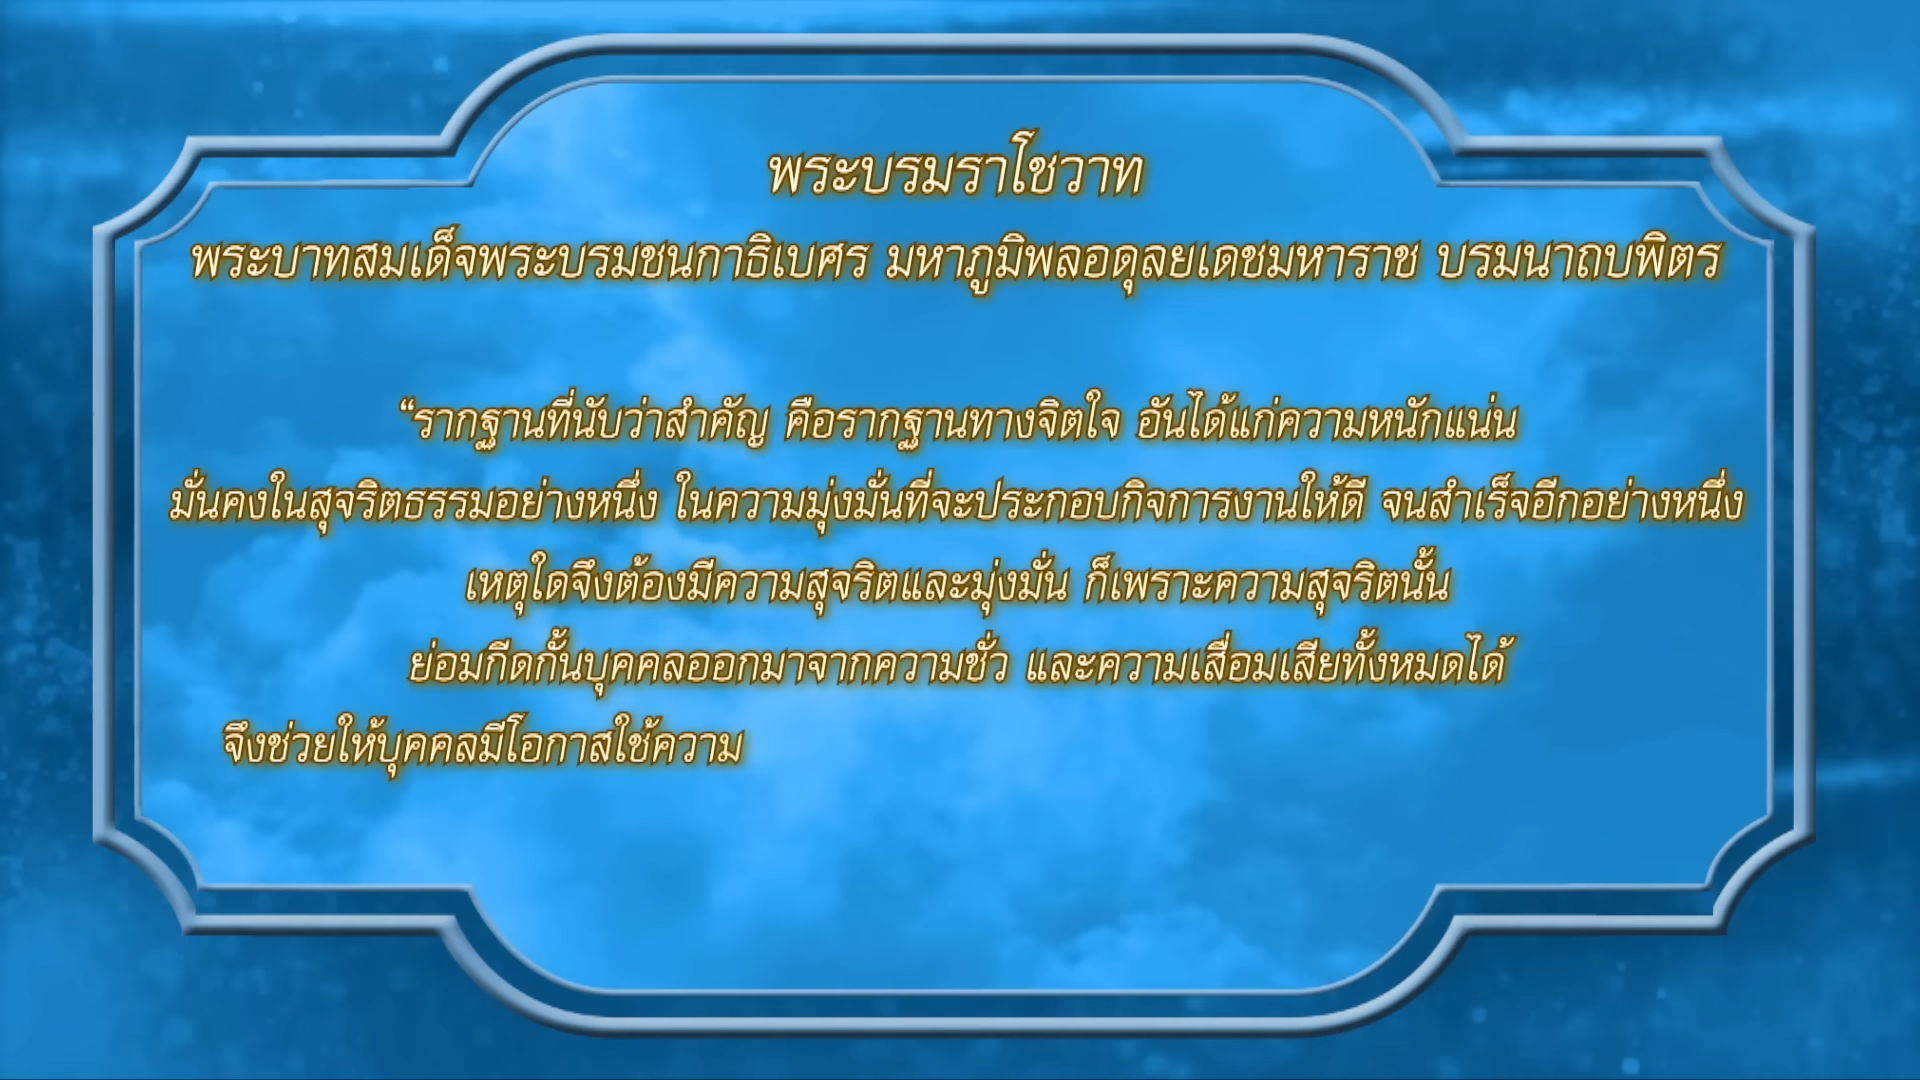 พระบรมราโชวาท
พระบาทสมเด็จพระบรมชนกาธิเบศร มหาภูมิพลอดุลยเดชมหาราช บรมนาถบพิตร
“รากฐานที่นับว่าสำคัญ คือรากฐานทางจิตใจ อันได้แก่ความหนักแน่น
มั่นคงในสุจริตธรรมอย่างหนึ่ง ในความมุ่งมั่นที่จะประกอบกิจการงานให้ดี จนสำเร็จอีกอย่างหนึ่ง
เหตุใดจึงต้องมีความสุจริตและมุ่งมั่น ก็เพราะความสุจริตนั้น
ย่อมกีดกั้นบุคคลออกมาจากความชั่ว และความเสื่อมเสียทั้งหมดได้
จึงช่วยให้บุคคลมีโอกาสใช้ความ